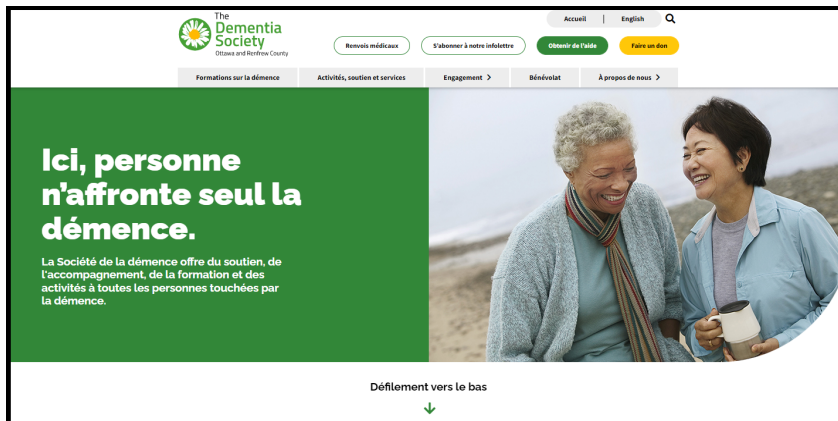 The
Dementia
Society
Ottawa and Renfrew County
Accueil | English
Renvois médicaux
S'abonner à notre infolettre
Obtenir de l'aide
Faire un don
Formations sur la démence
Activités, soutien et services
Engagement
Bénévolat
À propos de nous
Ici, personne
n'affronte seul la
démence.
La Société de la démence offre du soutien, de
l'accompagnement, de la formation et des
activités à toutes les personnes touchées par
la démence.
Défilement vers le bas